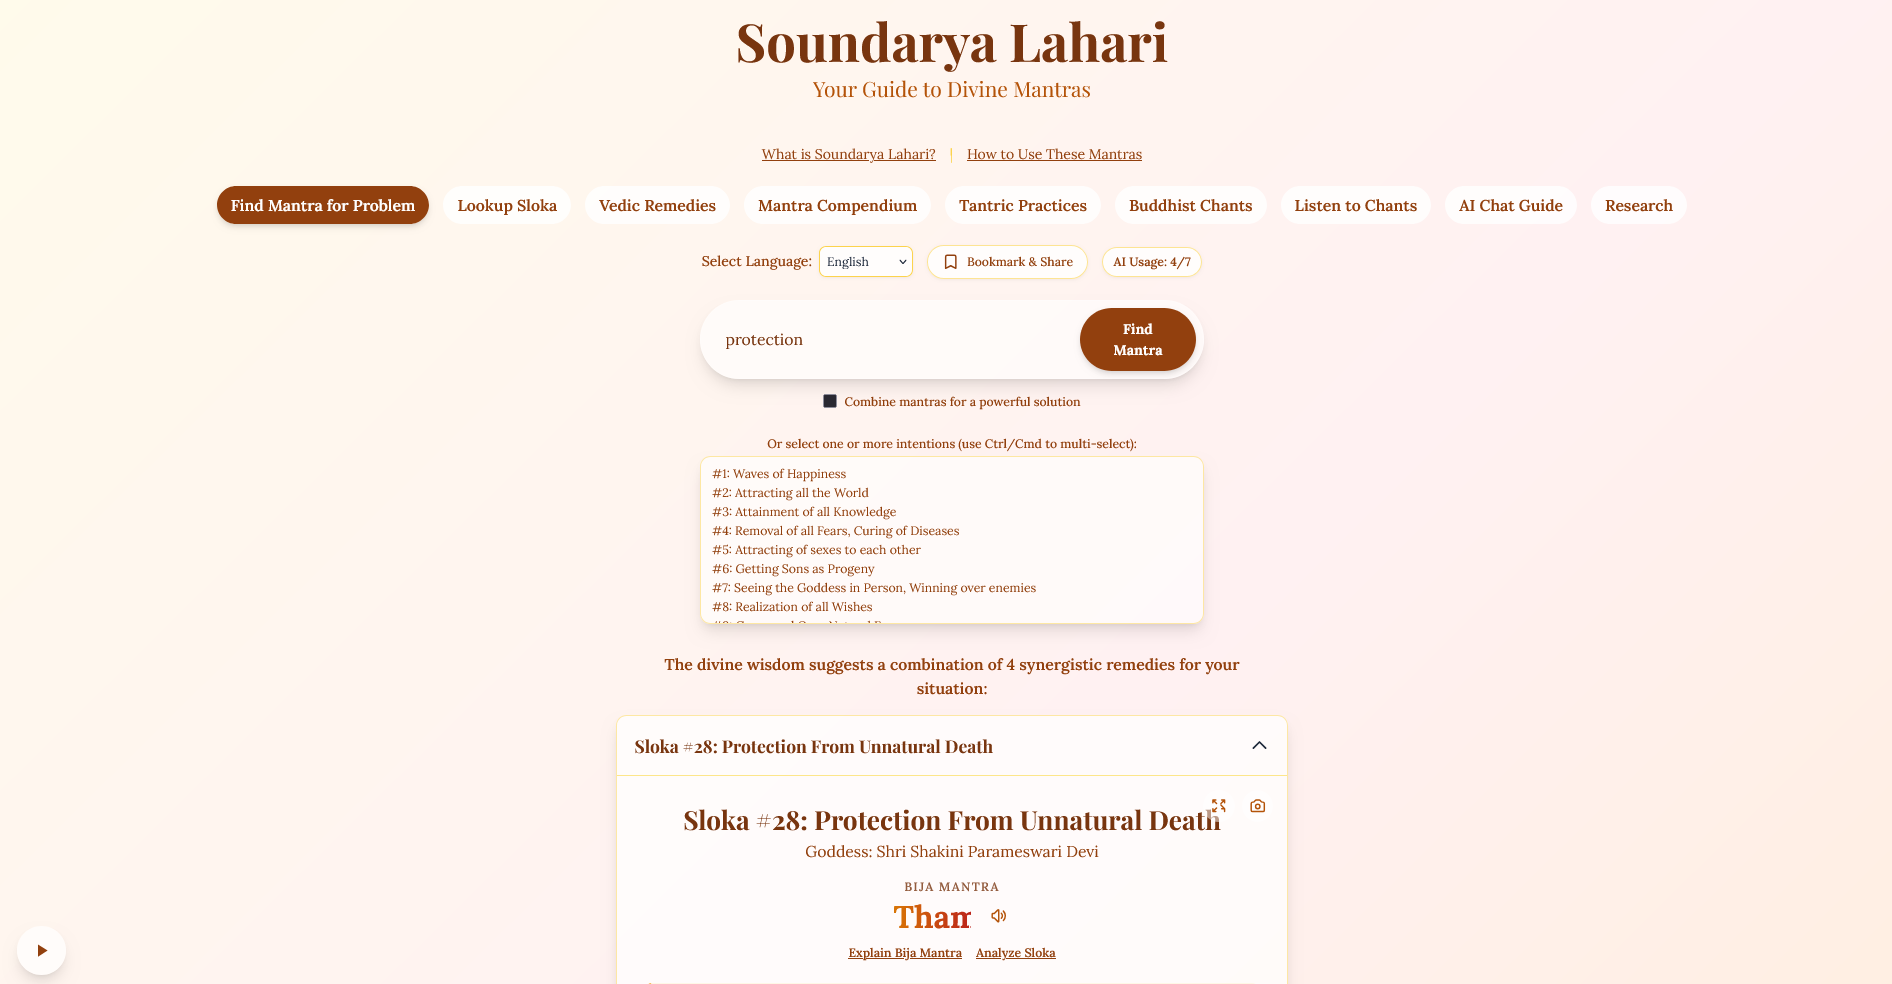 Soundarya Lahari
Your Guide to Divine Mantras
What is Soundarya Lahari? | How to Use These Mantras
Find Mantra for Problem Lookup Sloka Vedic Remedies Mantra Compendium Tantric Practices Buddhist Chants Listen to Chants AI Chat Guide Research
Select Language: English Bookmark & Share AI Usage: 4/7
protection
Find
Mantra
Combine mantras for a powerful solution
Or select one or more intentions (use Ctrl/Cmd to multi-select):
#1: Waves of Happiness
#2: Attracting all the World
#3: Attainment of all Knowledge
#4: Removal of all Fears, Curing of Diseases
#5: Attracting of sexes to each other
#6: Getting Sons as Progeny
#7: Seeing the Goddess in Person, Winning over enemies
#8: Realization of all Wishes
The divine wisdom suggests a combination of 4 synergistic remedies for your
situation:
Sloka #28: Protection From Unnatural Death
Sloka #28: Protection From Unnatural Death
Goddess: Shri Shakini Parameswari Devi
BIJA MANTRA
Tham
Explain Bija Mantra Analyze Sloka